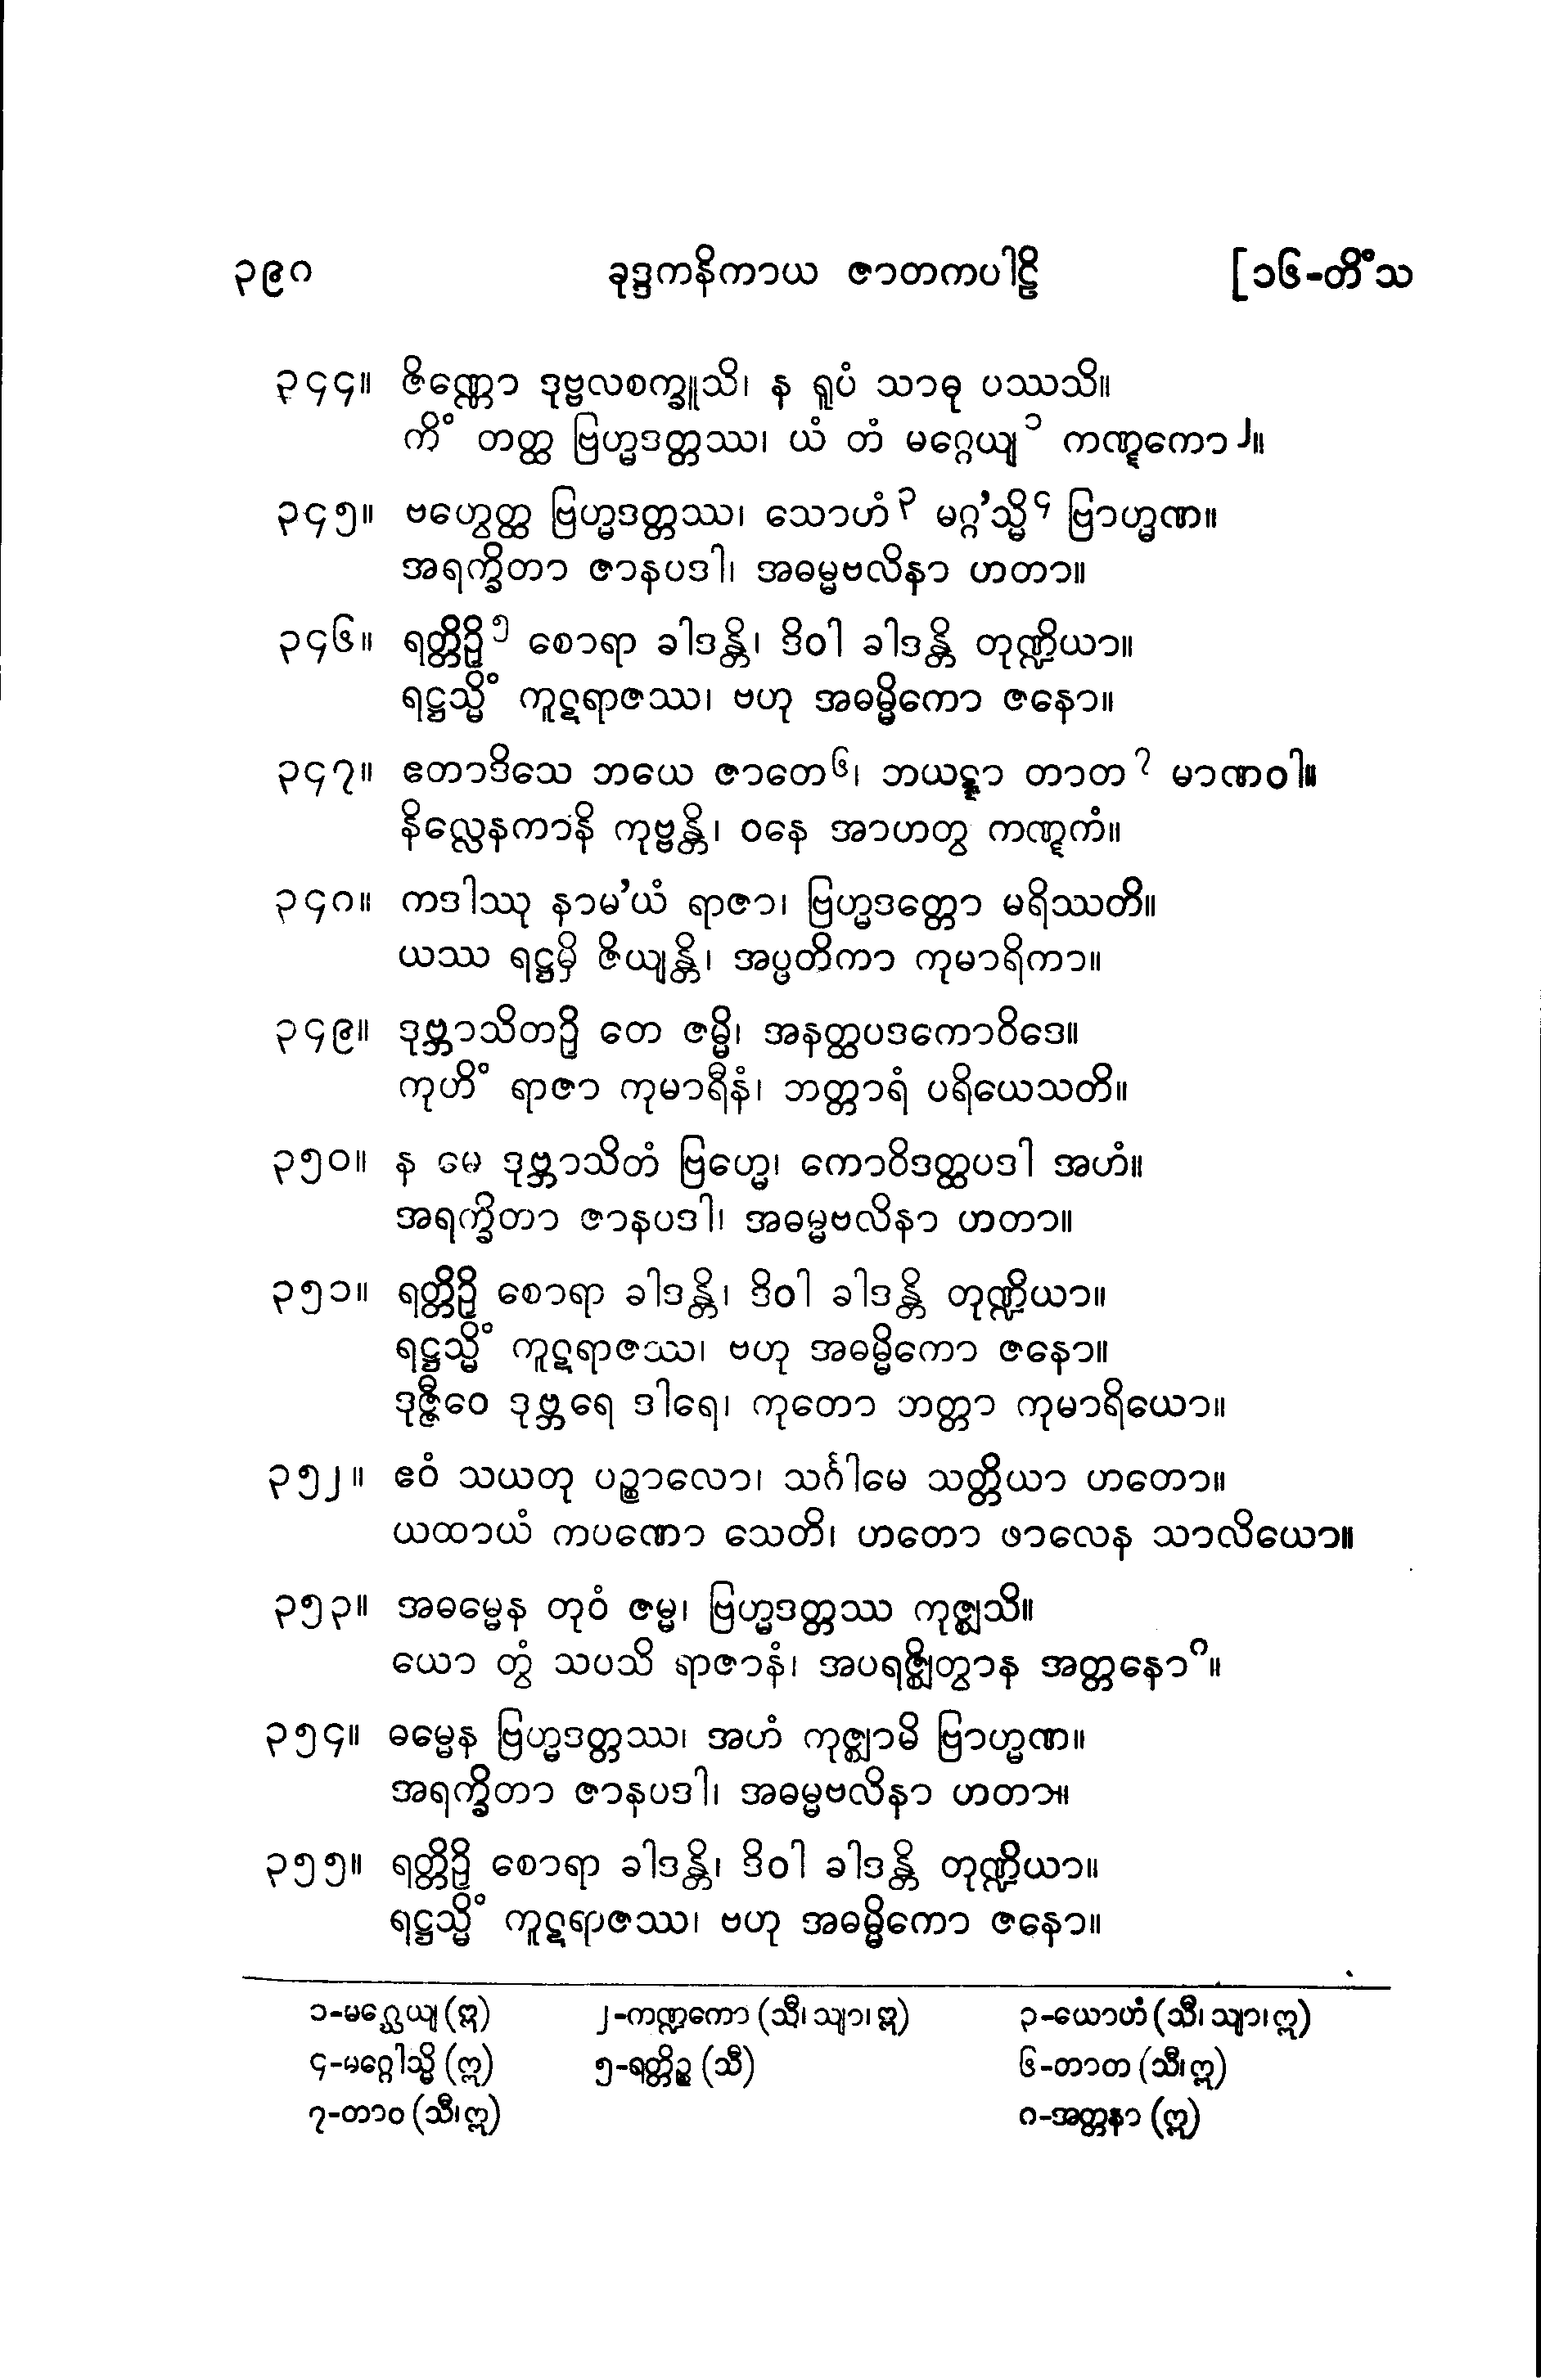 ၃၉၀ ခုဒ္ဒကနိကာယ ဇာတကပါဠိ [၁၆-တိံသ
၃၄၄။ ဇိဏ္ဏော ဒုဗ္ဗလစက္ခူသိ၊ န ရူပံ သာဓု ပဿသိ။
ကိံ တတ္ထ ဗြဟ္မဒတ္တဿ၊ ယံ တံ မဂ္ဂေယျ၁ ကဏ္ဋကော၂။
၃၄၅။ ဗဟွေတ္ထ ဗြဟ္မဒတ္တဿ၊ သောဟံ၃ မဂ္ဂ’သ္မိ၄ ဗြာဟ္မဏ။
အရက္ခိတာ ဇာနပဒါ၊ အဓမ္မဗလိနာ ဟတာ။
၃၄၆။ ရတ္တိဉှိ၅ စောရာ ခါဒန္တိ၊ ဒိဝါ ခါဒန္တိ တုဏ္ဍိယာ။
ရဋ္ဌသ္မိံ ကူဋရာဇဿ၊ ဗဟု အဓမ္မိကော ဇနော။
၃၄၇။ ဧတာဒိသေ ဘယေ ဇာတေ၆၊ ဘယဋ္ဋာ တာတ၇ မာဏဝါ။
နိလ္လေနကာနိ ကုဗ္ဗန္တိ၊ ဝနေ အာဟတွ ကဏ္ဋကံ။
၃၄၈။ ကဒါဿု နာမ’ယံ ရာဇာ၊ ဗြဟ္မဒတ္တော မရိဿတိ။
ယဿ ရဋ္ဌမှိ ဇိယျန္တိ၊ အပ္ပတိကာ ကုမာရိကာ။
၃၄၉။ ဒုဗ္ဘာသိတဉှိ တေ ဇမ္မိ၊ အနတ္ထပဒကောဝိဒေ။
ကုဟိံ ရာဇာ ကုမာရီနံ၊ ဘတ္တာရံ ပရိယေသတိ။
၃၅၀။ န မေ ဒုဗ္ဘာသိတံ ဗြဟ္မေ၊ ကောဝိဒတ္ထပဒါ အဟံ။
အရက္ခိတာ ဇာနပဒါ၊ အဓမ္မဗလိနာ ဟတာ။
၃၅၁။ ရတ္တိဉှိ စောရာ ခါဒန္တိ၊ ဒိဝါ ခါဒန္တိ တုဏ္ဍိယာ။
ရဋ္ဌသ္မိံ ကူဋရာဇဿ၊ ဗဟု အဓမ္မိကော ဇနော။
ဒုဇ္ဇီဝေ ဒုဗ္ဘရေ ဒါရေ၊ ကုတော ဘတ္တာ ကုမာရိယော။
၃၅၂။ ဧဝံ သယတု ပဉ္စာလော၊ သင်္ဂါမေ သတ္တိယာ ဟတော။
ယထာယံ ကပဏော သေတိ၊ ဟတော ဖာလေန သာလိယော။
၃၅၃။ အဓမ္မေန တုဝံ ဇမ္မ၊ ဗြဟ္မဒတ္တဿ ကုဇ္ဈသိ။
ယော တွံ သပသိ ရာဇာနံ၊ အပရဇ္ဈိတွာန အတ္တနော၈။
၃၅၄။ ဓမ္မေန ဗြဟ္မဒတ္တဿ၊ အဟံ ကုဇ္ဈာမိ ဗြာဟ္မဏ။
အရက္ခိတာ ဇာနပဒါ၊ အဓမ္မဗလိနာ ဟတာ။
၃၅၅။ ရတ္တိဉှိ စောရာ ခါဒန္တိ၊ ဒိဝါ ခါဒန္တိ တုဏ္ဍိယာ။
ရဋ္ဌသ္မိံ ကူဋရာဇဿ၊ ဗဟု အဓမ္မိကော ဇနော။
၁-မဂ္ဃေယျ (ဣ) ၂-ကဏ္ဍကော (သီ၊ သျာ၊ ဣ) ၃-ယောဟံ (သီ၊ သျာ၊ ဣ)
၄-မဂ္ဂေါသ္မိ (ဣ) ၅-ရတ္တိဉ္စ (သီ) ၆-တာတ (သီ၊ ဣ)
၇-တာဝ (သီ၊ ဣ) ၈-အတ္တနာ (ဣ)